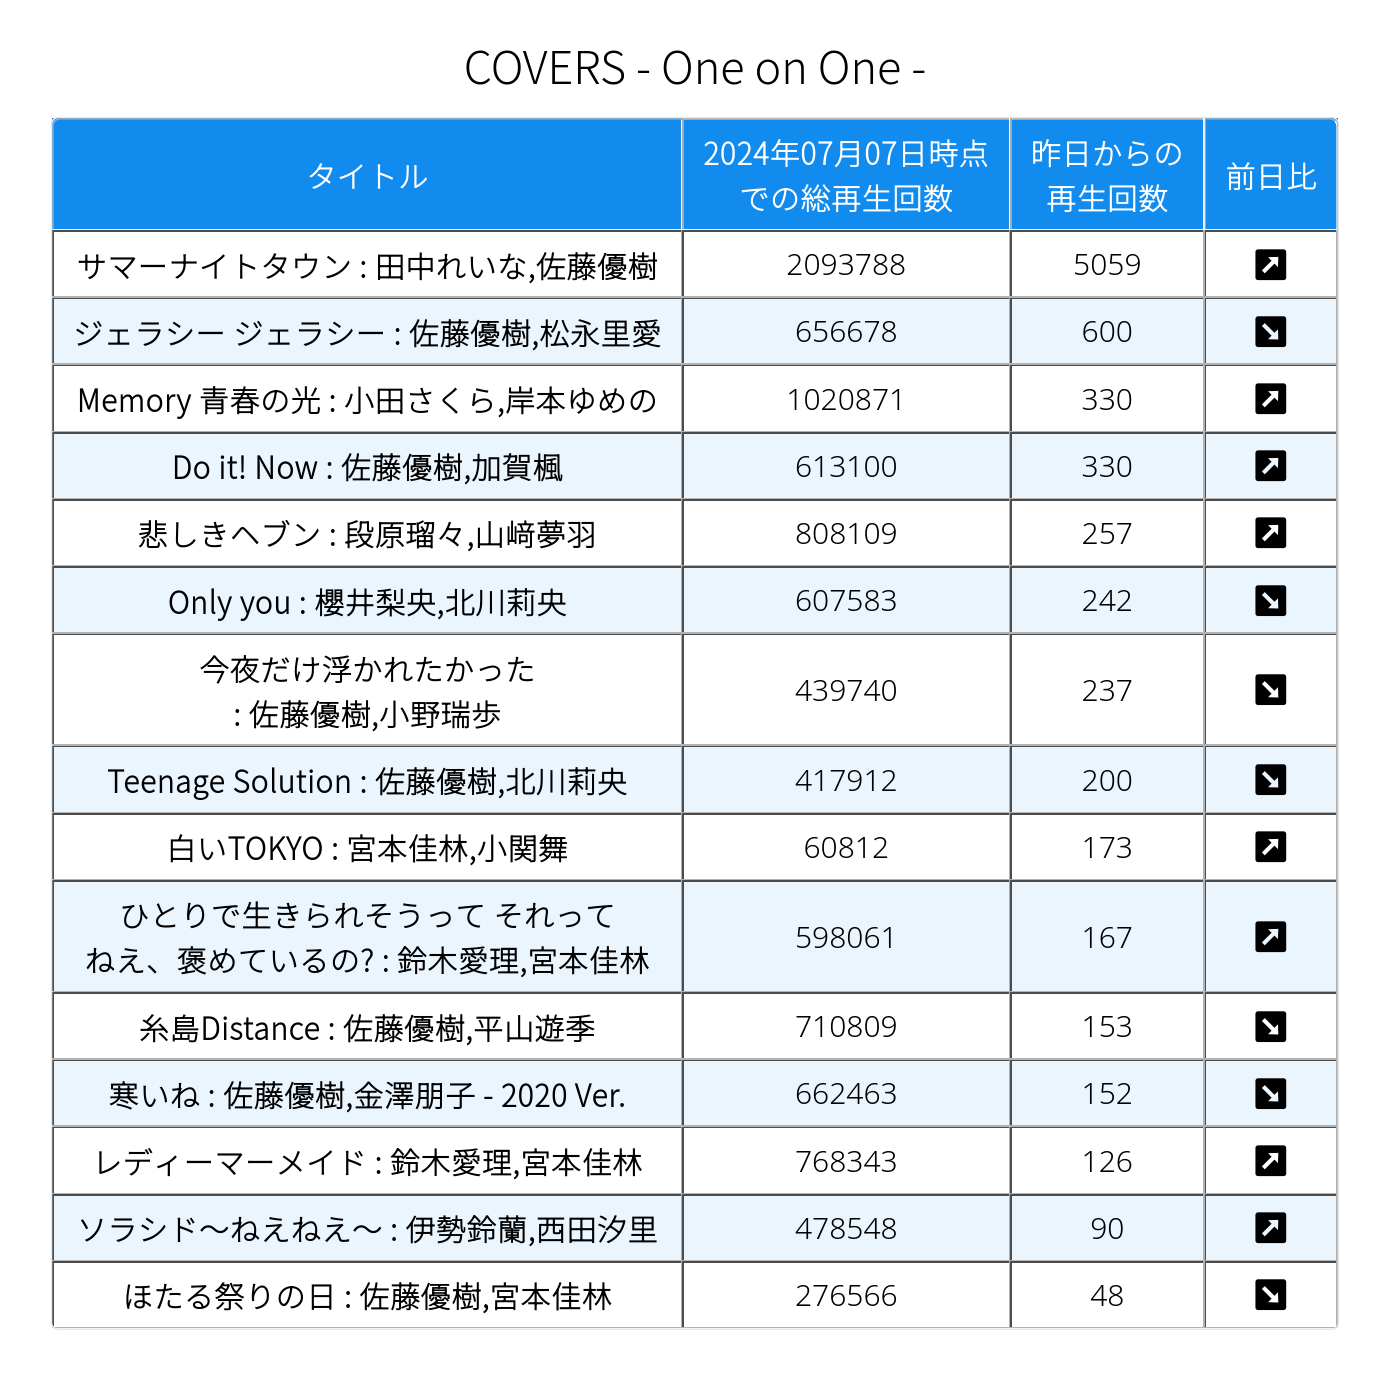 COVERS - One on One -
タイトル
2024年07月07日時点
での総再生回数
昨日からの
再生回数
前日比
サマーナイトタウン : 田中れいな,佐藤優樹 2093788 5059 ↗
ジェラシー ジェラシー : 佐藤優樹,松永里愛 656678 600 ↘
Memory 青春の光 : 小田さくら,岸本ゆめの 1020871 330 ↗
Do it! Now : 佐藤優樹,加賀楓 613100 330 ↗
悲しきヘブン : 段原瑠々,山﨑夢羽 808109 257 ↗
Only you : 櫻井梨央,北川莉央 607583 242 ↘
今夜だけ浮かれたかった
: 佐藤優樹,小野瑞歩 439740 237 ↘
Teenage Solution : 佐藤優樹,北川莉央 417912 200 ↘
白いTOKYO : 宮本佳林,小関舞 60812 173 ↗
ひとりで生きられそうって それって
ねえ、褒めているの? : 鈴木愛理,宮本佳林 598061 167 ↗
糸島Distance : 佐藤優樹,平山遊季 710809 153 ↘
寒いね : 佐藤優樹,金澤朋子 - 2020 Ver. 662463 152 ↘
レディーマーメイド : 鈴木愛理,宮本佳林 768343 126 ↗
ソラシド〜ねえねえ〜 : 伊勢鈴蘭,西田汐里 478548 90 ↗
ほたる祭りの日 : 佐藤優樹,宮本佳林 276566 48 ↘